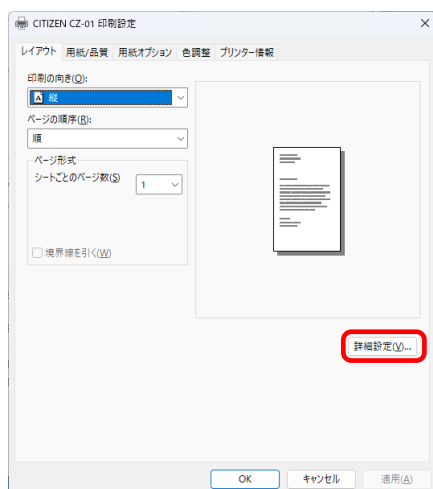 CITIZEN CZ-01 印刷設定
レイアウト 用紙/品質 用紙オプション 色調整 プリンター情報
印刷の向き(O):
縦
ページの順序(R):
順
ページ形式
シートごとのページ数(S) 1
境界線を引く(W)
詳細設定(V)...
OK キャンセル 適用(A)